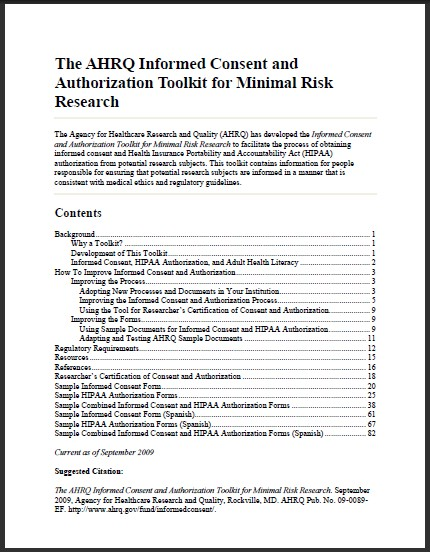 The AHRQ Informed Consent and
Authorization Toolkit for Minimal Risk
Research
The Agency for Healthcare Research and Quality (AHRQ) has developed the Informed Consent
and Authorization Toolkit for Minimal Risk Research to facilitate the process of obtaining
informed consent and Health Insurance Portability and Accountability Act (HIPAA)
authorization from potential research subjects. This toolkit contains information for people
responsible for ensuring that potential research subjects are informed in a manner that is
consistent with medical ethics and regulatory guidelines.
Contents
Background 1
Why a Toolkit? 1
Development of This Toolkit 1
Informed Consent, HIPAA Authorization, and Adult Health Literacy 2
How To Improve Informed Consent and Authorization 3
Improving the Process 3
Adopting New Processes and Documents in Your Institution 3
Improving the Informed Consent and Authorization Process 5
Using the Tool for Researcher's Certification of Consent and Authorization 9
Improving the Forms 9
Using Sample Documents for Informed Consent and HIPAA Authorization 9
Adapting and Testing AHRQ Sample Documents 11
Regulatory Requirements 12
Resources 15
References 16
Researcher's Certification of Consent and Authorization 18
Sample Informed Consent Form 20
Sample HIPAA Authorization Forms 25
Sample Combined Informed Consent and HIPAA Authorization Forms 38
Sample Informed Consent Form (Spanish) 61
Sample HIPAA Authorization Forms (Spanish) 67
Sample Combined Informed Consent and HIPAA Authorization Forms (Spanish) 82
Current as of September 2009
Suggested Citation:
The AHRQ Informed Consent and Authorization Toolkit for Minimal Risk Research. September
2009, Agency for Healthcare Research and Quality, Rockville, MD. AHRQ Pub. No. 09-0089-
EF. http://www.ahrq.gov/fund/informedconsent/.